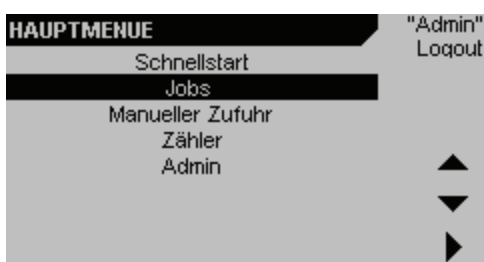 HAUPTMENUE
"Admin"
Logout
Schnellstart
Jobs
Manueller Zufuhr
Zähler
Admin